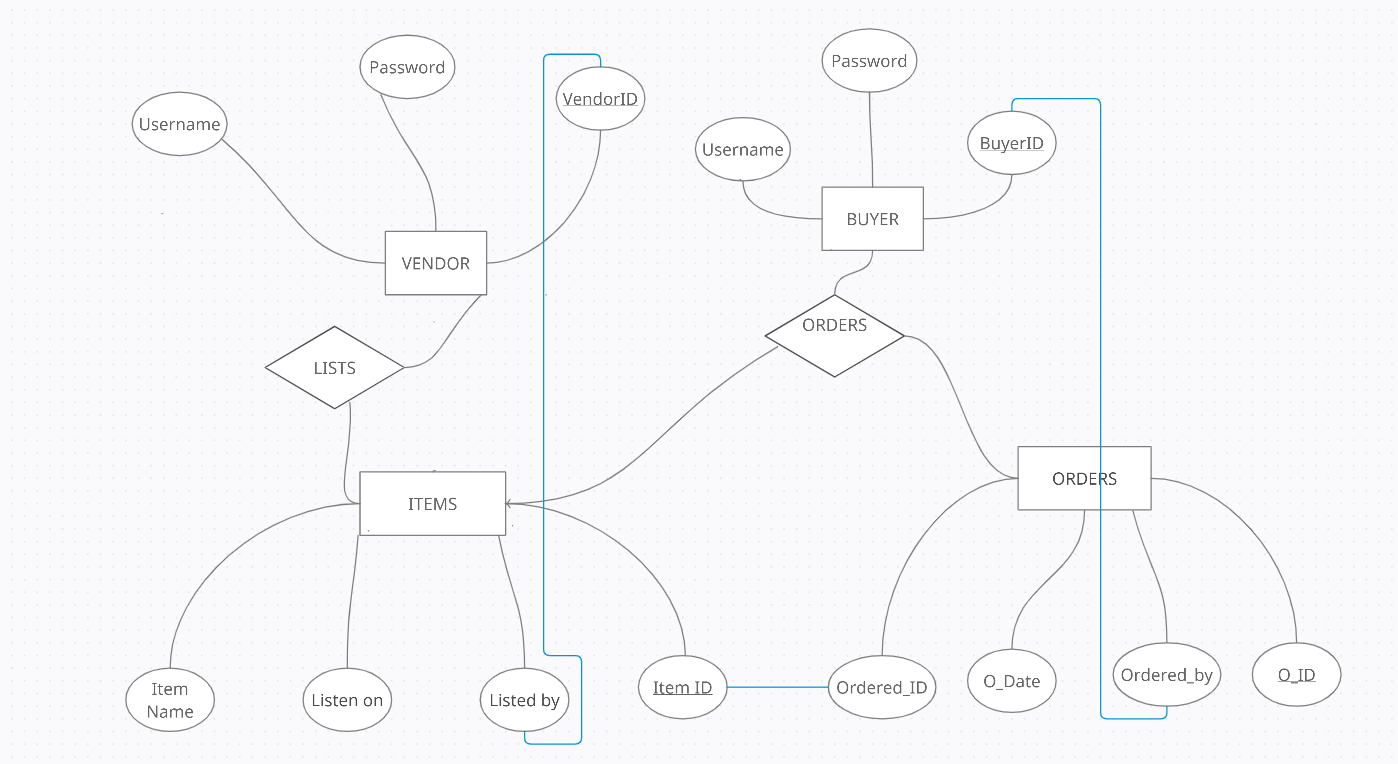 Password
Username
VendorID
VENDOR
LISTS
ITEMS
Item
Name
Listen on
Listed by
Item ID
Password
Username
BuyerID
BUYER
ORDERS
ORDERS
Ordered_ID
O_Date
Ordered_by
O_ID